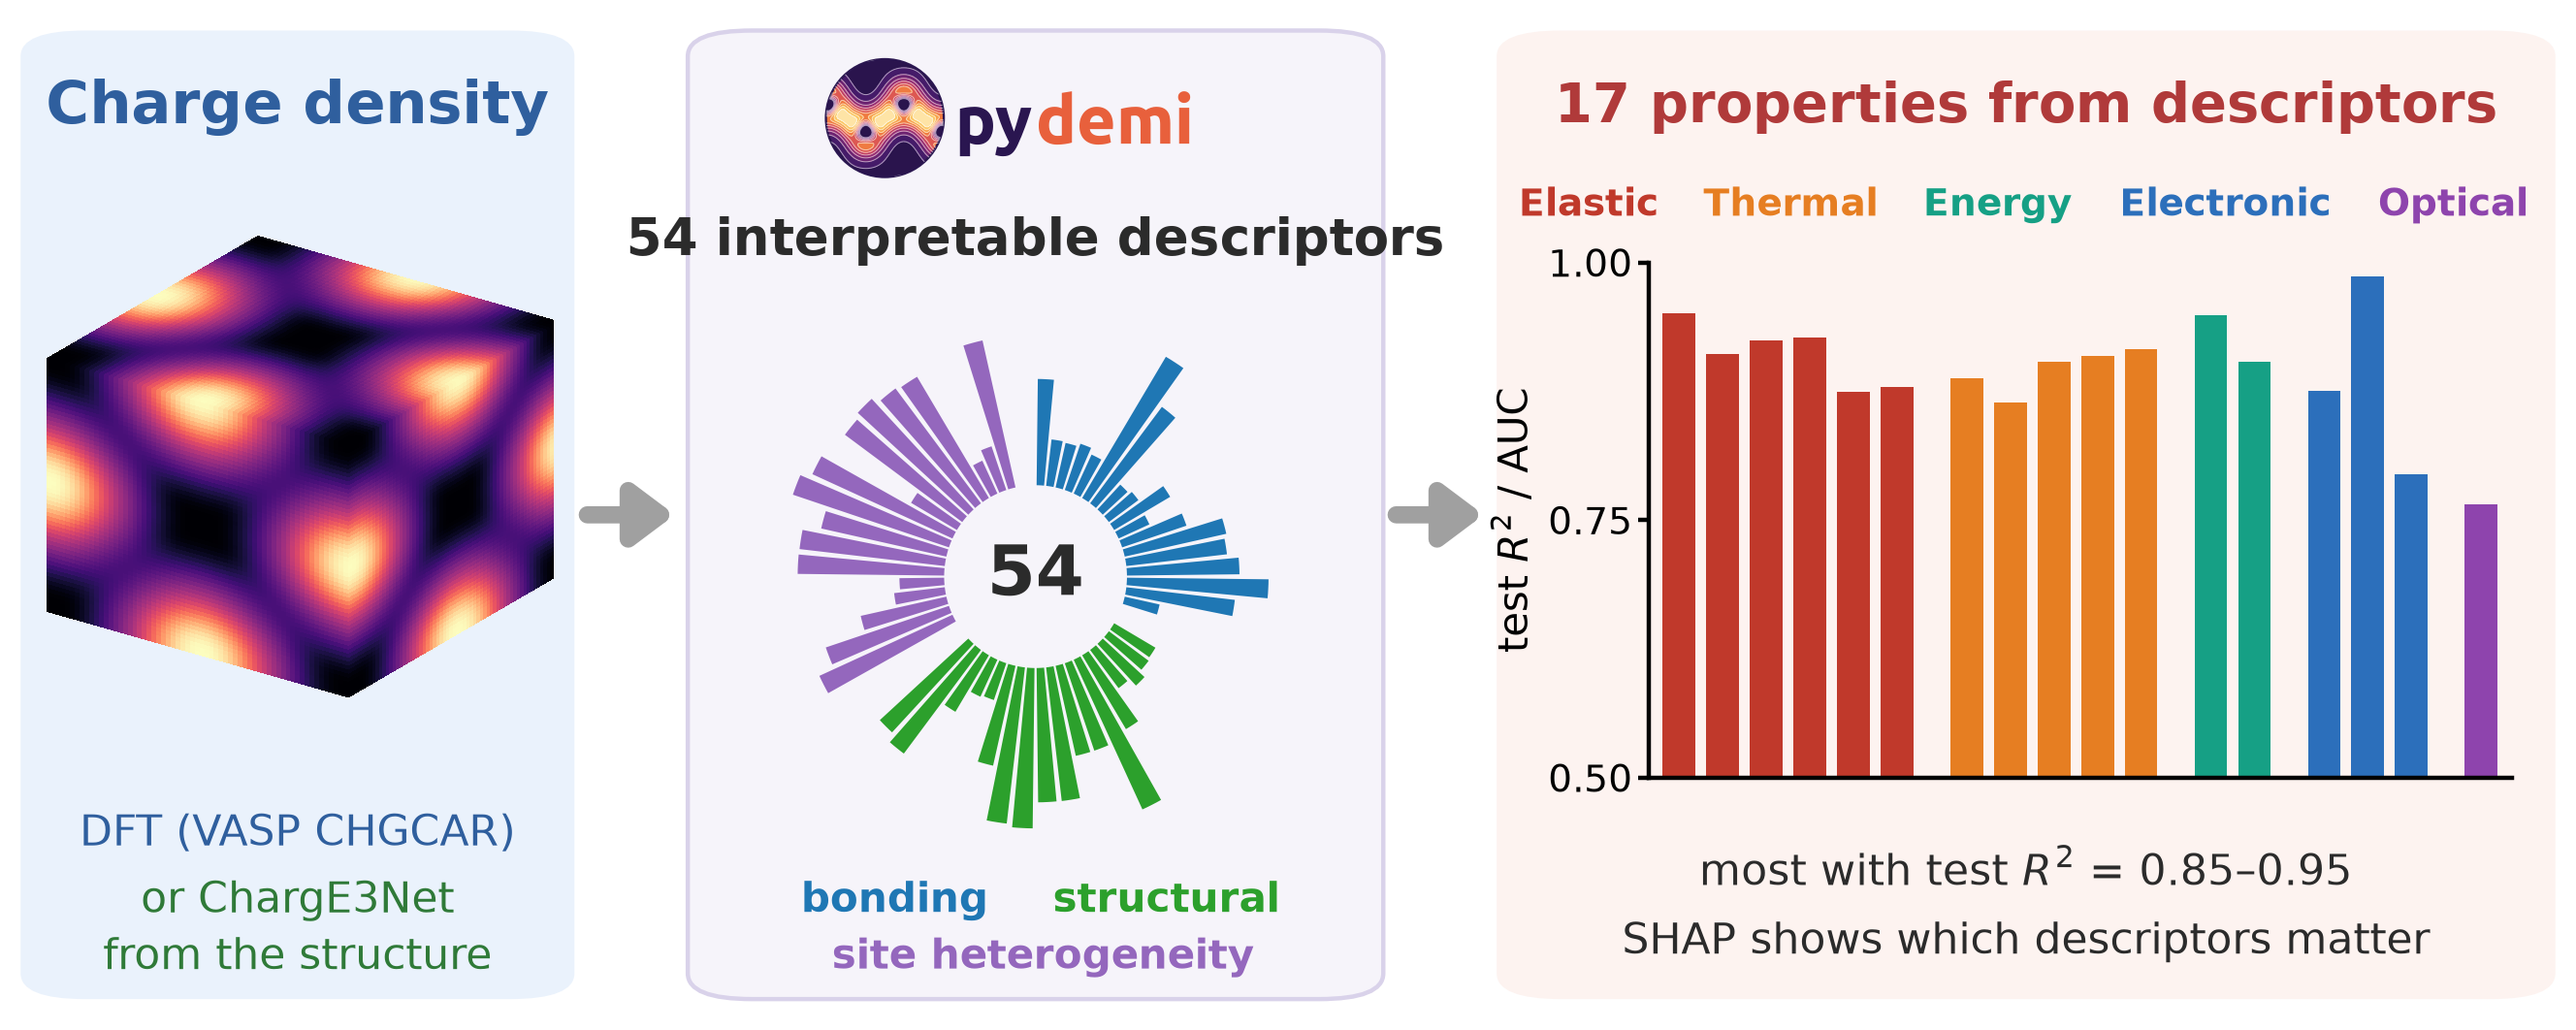 Charge density
DFT (VASP CHGCAR)
or ChargE3Net
from the structure
pydemi
54 interpretable descriptors
54
bonding structural
site heterogeneity
17 properties from descriptors
Elastic Thermal Energy Electronic Optical
1.00
0.75
0.50
test R² / AUC
most with test R² = 0.85–0.95
SHAP shows which descriptors matter